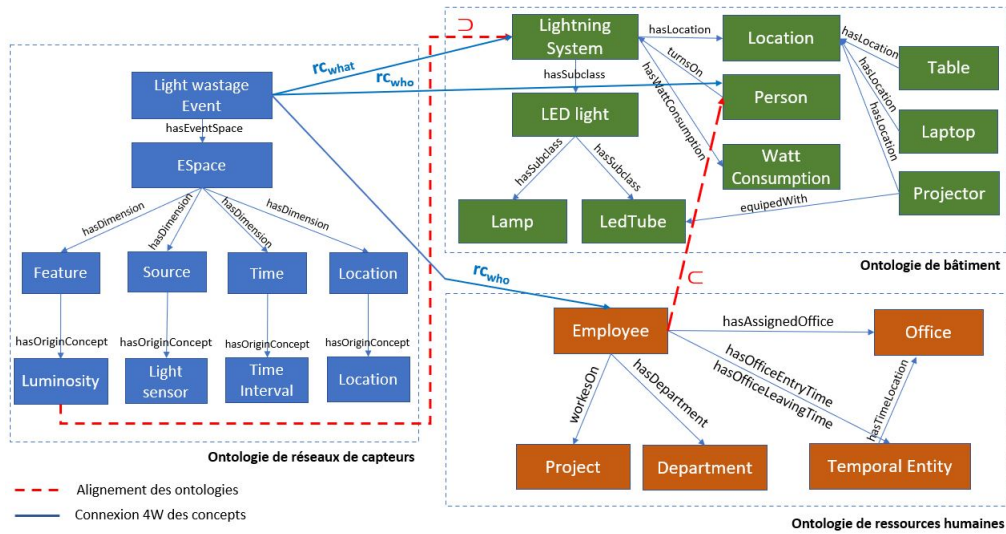 Light wastage
Event
hasEventSpace
ESpace
hasDimension
hasDimension
hasDimension
hasDimension
Feature
Source
Time
Location
hasOriginConcept
hasOriginConcept
hasOriginConcept
hasOriginConcept
Luminosity
Light
sensor
Time
Interval
Location
Ontologie de réseaux de capteurs
rcwhat
rcwho
rcwho
⊃
⊂
Lightning
System
hasLocation
Location
hasLocation
hasLocation
hasLocation
Table
Laptop
Projector
turnsOn
Person
hasWattConsumption
Watt
Consumption
hasSubclass
LED light
hasSubclass
hasSubclass
Lamp
LedTube
equipedWith
Ontologie de bâtiment
Employee
hasAssignedOffice
Office
hasOfficeEntryTime
hasOfficeLeavingTime
hasTimeLocation
workesOn
hasDepartment
Project
Department
Temporal Entity
Ontologie de ressources humaines
Alignement des ontologies
Connexion 4W des concepts